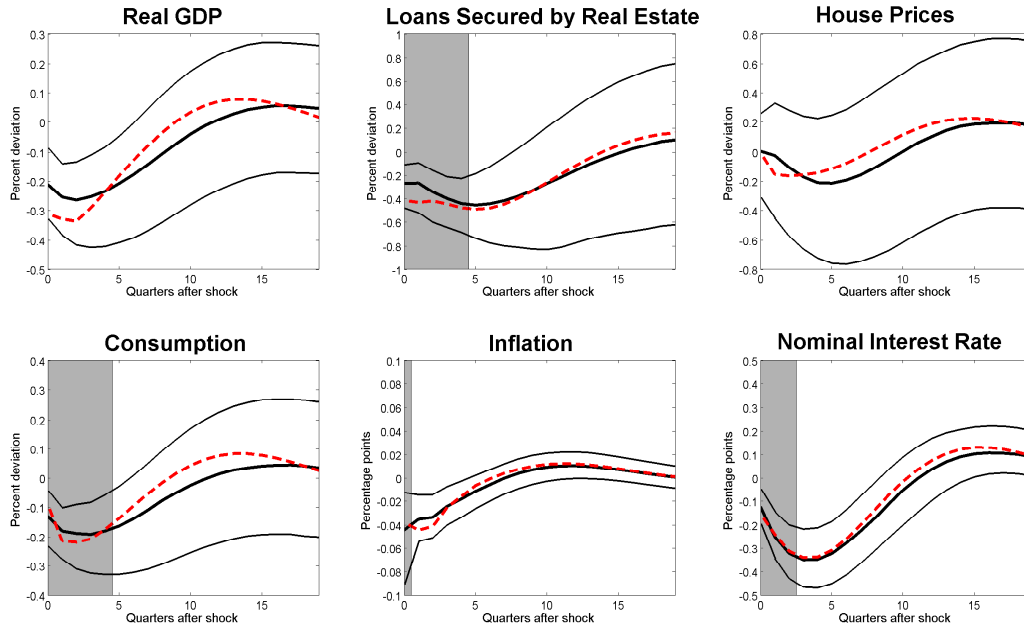 Real GDP
Loans Secured by Real Estate
House Prices
Percent deviation
0.3
0.2
0.1
0
-0.1
-0.2
-0.3
-0.4
-0.5
0 5 10 15
Quarters after shock
Percent deviation
1
0.8
0.6
0.4
0.2
0
-0.2
-0.4
-0.6
-0.8
-1
0 5 10 15
Quarters after shock
Percent deviation
0.8
0.6
0.4
0.2
0
-0.2
-0.4
-0.6
-0.8
0 5 10 15
Quarters after shock
Consumption
Inflation
Nominal Interest Rate
Percent deviation
0.4
0.3
0.2
0.1
0
-0.1
-0.2
-0.3
-0.4
0 5 10 15
Quarters after shock
Percentage points
0.1
0.08
0.06
0.04
0.02
0
-0.02
-0.04
-0.06
-0.08
-0.1
0 5 10 15
Quarters after shock
Percentage points
0.5
0.4
0.3
0.2
0.1
0
-0.1
-0.2
-0.3
-0.4
-0.5
0 5 10 15
Quarters after shock